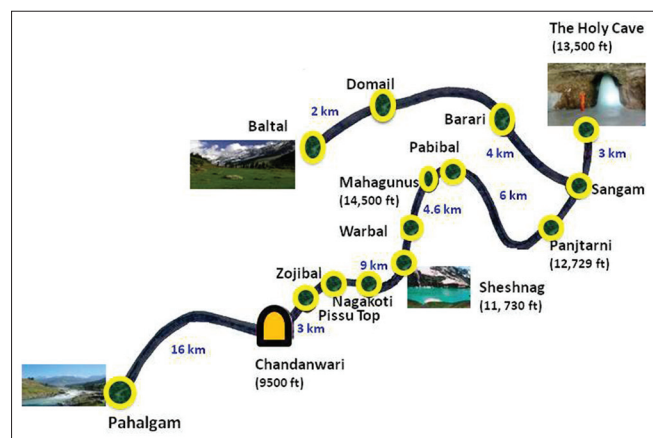 The Holy Cave
(13,500 ft)
Domail
2 km
Baltal
Barari
Pabibal
4 km
3 km
Mahagunus
(14,500 ft)
Sangam
6 km
4.6 km
Warbal
Panjtarni
(12,729 ft)
9 km
Zojibal
Sheshnag
(11, 730 ft)
Nagakoti
Pissu Top
3 km
16 km
Chandanwari
(9500 ft)
Pahalgam